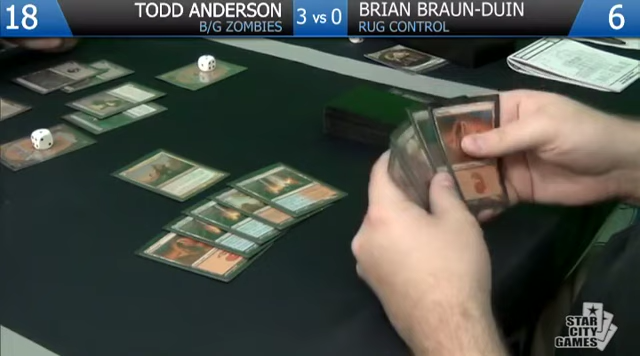 18
TODD ANDERSON
B/G ZOMBIES
3 vs 0
BRIAN BRAUN-DUIN
RUG CONTROL
6
STAR
CITY
GAMES